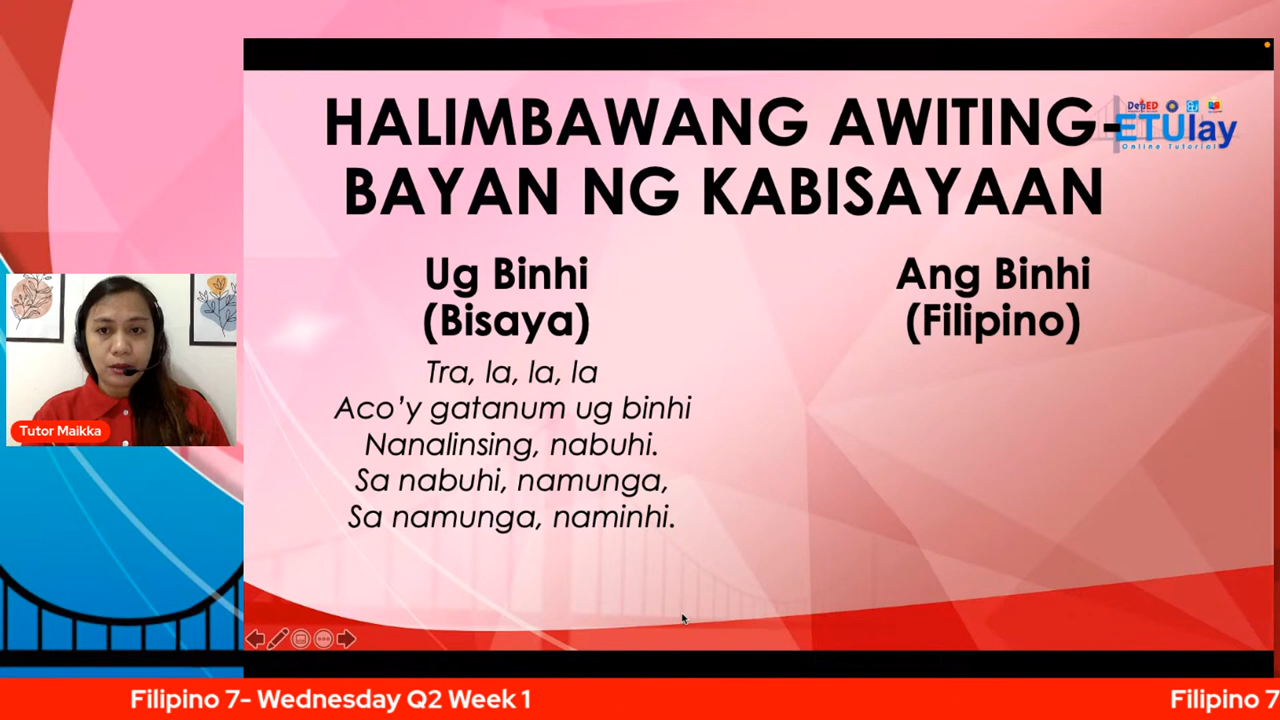 HALIMBAWANG AWITING-
BAYAN NG KABISAYAAN
DepED
ETUlay
Online Tutorial
Ug Binhi
(Bisaya)
Tra, la, la, la
Aco’y gatanum ug binhi
Nanalinsing, nabuhi.
Sa nabuhi, namunga,
Sa namunga, naminhi.
Ang Binhi
(Filipino)
Tutor Maikka
Filipino 7- Wednesday Q2 Week 1
Filipino 7